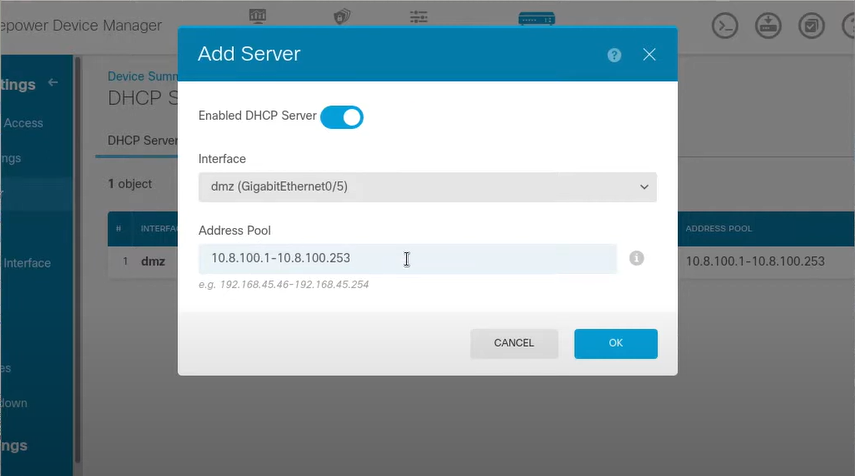 epower Device Manager
Add Server
tings
Device Summ
DHCP S
Access
Enabled DHCP Server
DHCP Server
ngs
Interface
1 object
dmz (GigabitEthernet0/5)
# INTERFA ADDRESS POOL
Address Pool
1 dmz 10.8.100.1-10.8.100.253
10.8.100.1-10.8.100.253
Interface
e.g. 192.168.45.46-192.168.45.254
CANCEL OK
es
down
ngs